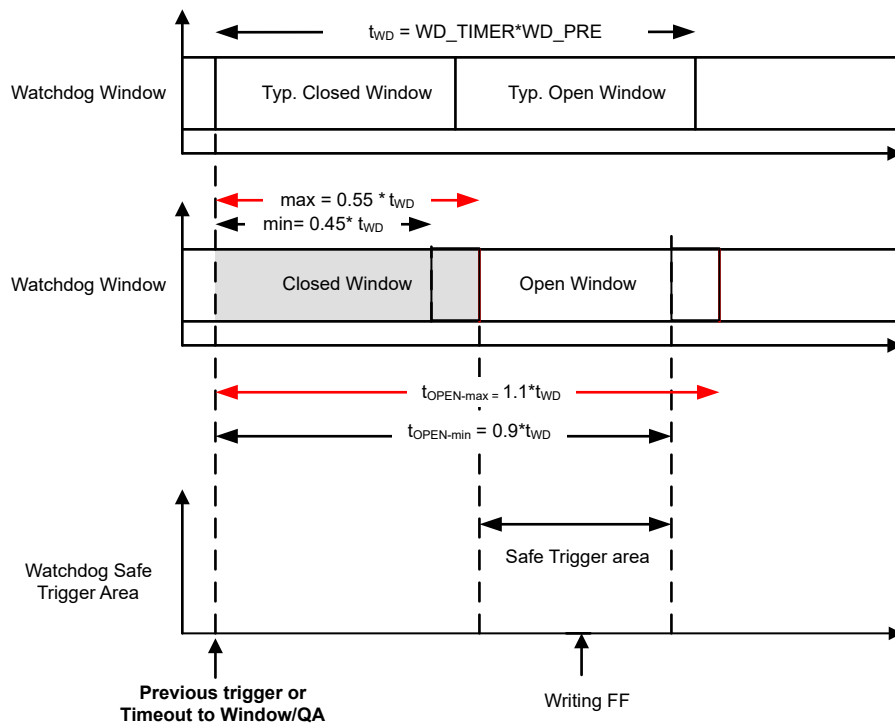 tWD = WD_TIMER*WD_PRE
Watchdog Window
Typ. Closed Window
Typ. Open Window
max = 0.55 * tWD
min= 0.45* tWD
Watchdog Window
Closed Window
Open Window
tOPEN-max = 1.1*tWD
tOPEN-min = 0.9*tWD
Safe Trigger area
Watchdog Safe
Trigger Area
Previous trigger or
Timeout to Window/QA
Writing FF